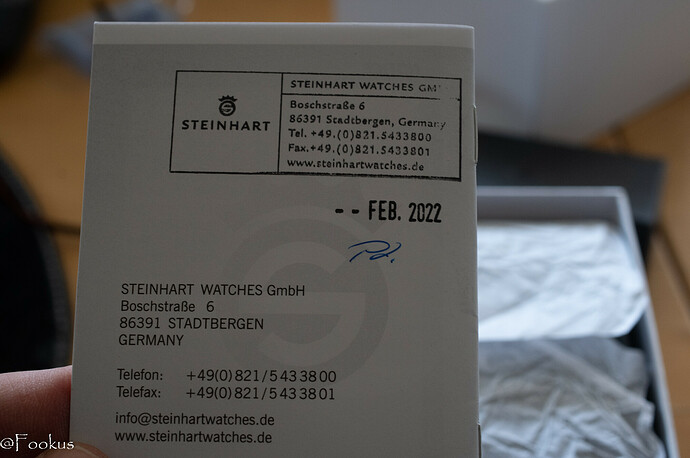 STEINHART
STEINHART WATCHES GM
Boschstraße 6
86391 Stadtbergen, Germany
Tel. +49.(0)821.5433800
Fax.+49.(0)821.5433801
www.steinhartwatches.de
-- FEB. 2022
STEINHART WATCHES GmbH
Boschstraße 6
86391 STADTBERGEN
GERMANY
Telefon: +49(0)821/5433800
Telefax: +49(0)821/5433801
info@steinhartwatches.de
www.steinhartwatches.de
@Fookus